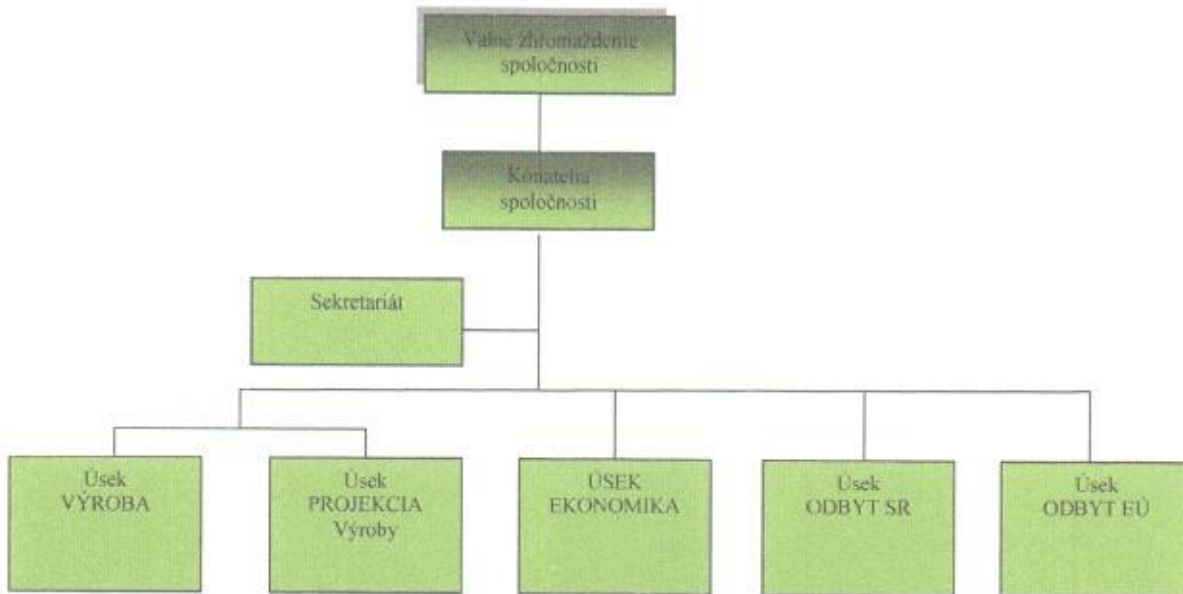 Valné zhromaždenie
spoločnosti
Konatelia
spoločnosti
Sekretariát
Úsek
VÝROBA
Úsek
PROJEKCIA
Výroby
ÚSEK
EKONOMIKA
Úsek
ODBYT SR
Úsek
ODBYT EÚ